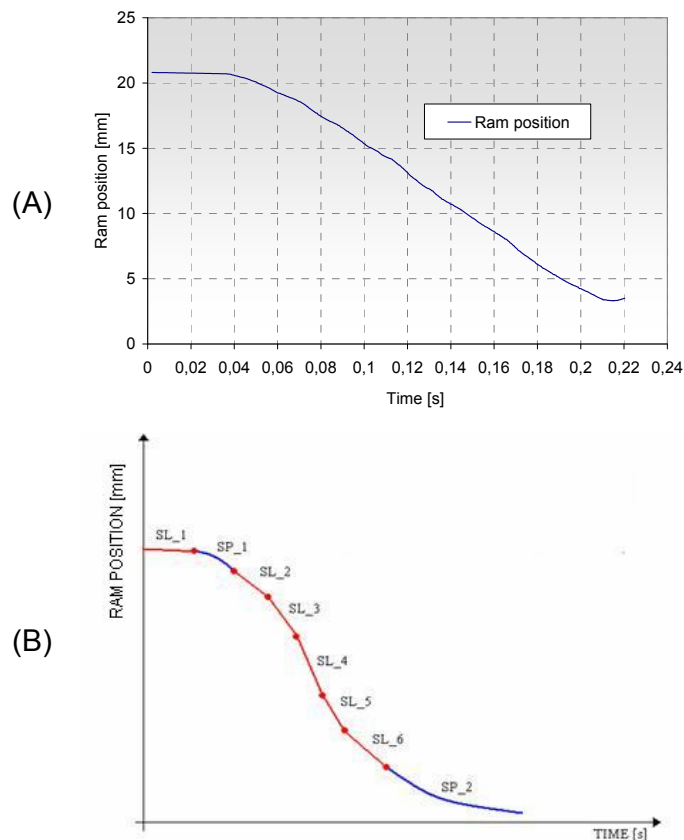 (A)
Ram position [mm]
25
20
15
10
5
0
Ram position
0 0,02 0,04 0,06 0,08 0,1 0,12 0,14 0,16 0,18 0,2 0,22 0,24
Time [s]
(B)
RAM POSITION [mm]
SL_1
SP_1
SL_2
SL_3
SL_4
SL_5
SL_6
SP_2
TIME [s]